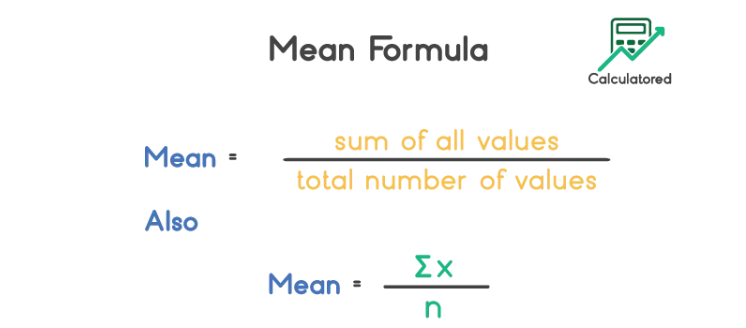 Mean Formula
Calculatored
Mean = sum of all values
total number of values
Also
Mean = Σx
n